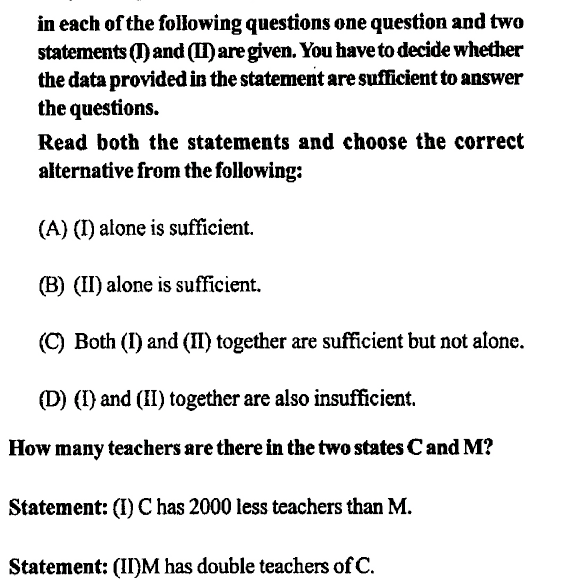 in each of the following questions one question and two
statements (I) and (II) are given. You have to decide whether
the data provided in the statement are sufficient to answer
the questions.
Read both the statements and choose the correct
alternative from the following:
(A) (I) alone is sufficient.
(B) (II) alone is sufficient.
(C) Both (I) and (II) together are sufficient but not alone.
(D) (I) and (II) together are also insufficient.
How many teachers are there in the two states C and M?
Statement: (I) C has 2000 less teachers than M.
Statement: (II)M has double teachers of C.